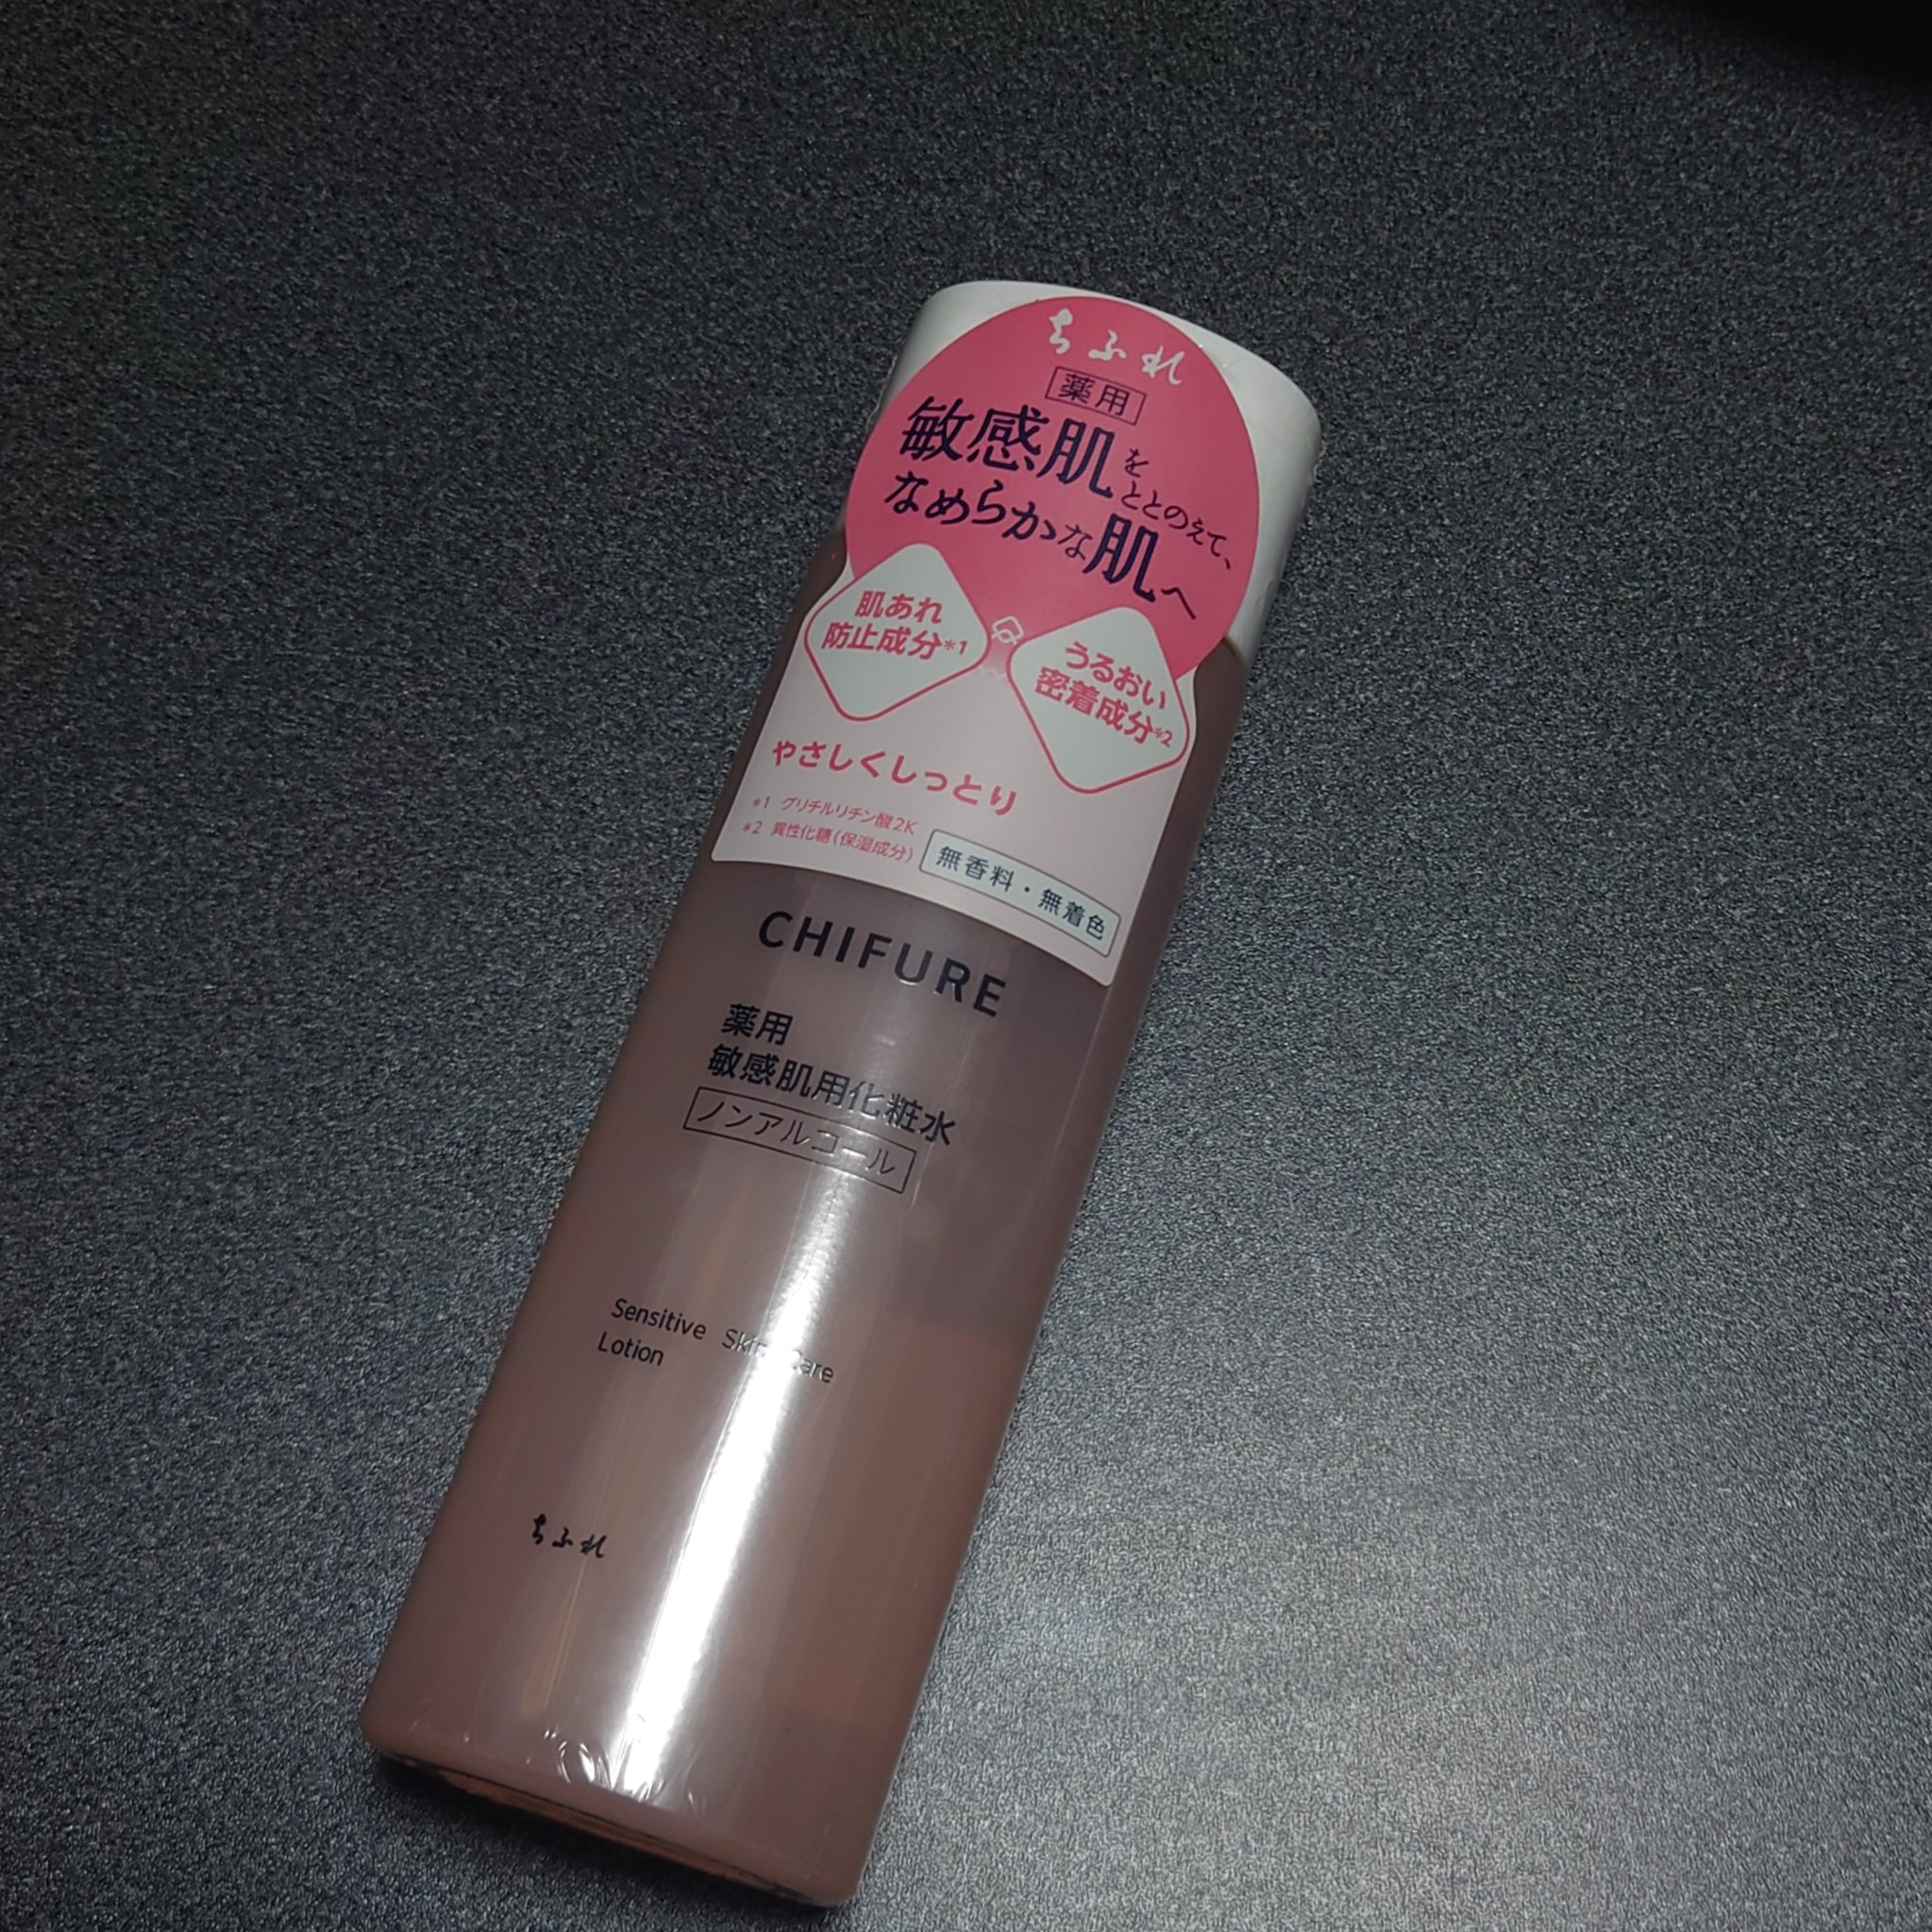 ちふれ
薬用
敏感肌を
ととのえて、
なめらかな肌へ
肌あれ
防止成分*1
うるおい
密着成分*2
やさしくしっとり
*1 グリチルリチン酸2K
*2 異性化糖(保湿成分)
無香料・無着色
CHIFURE
薬用
敏感肌用化粧水
ノンアルコール
Sensitive Skin Care
Lotion
ちふれ